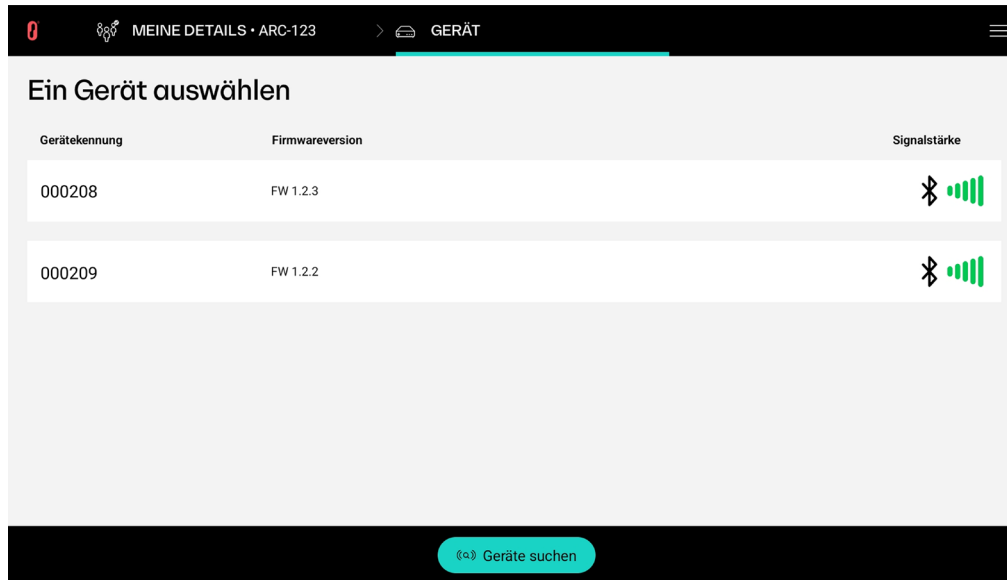 MEINE DETAILS • ARC-123 GERÄT
Ein Gerät auswählen
Gerätekennung Firmwareversion Signalstärke
000208 FW 1.2.3
000209 FW 1.2.2
Geräte suchen